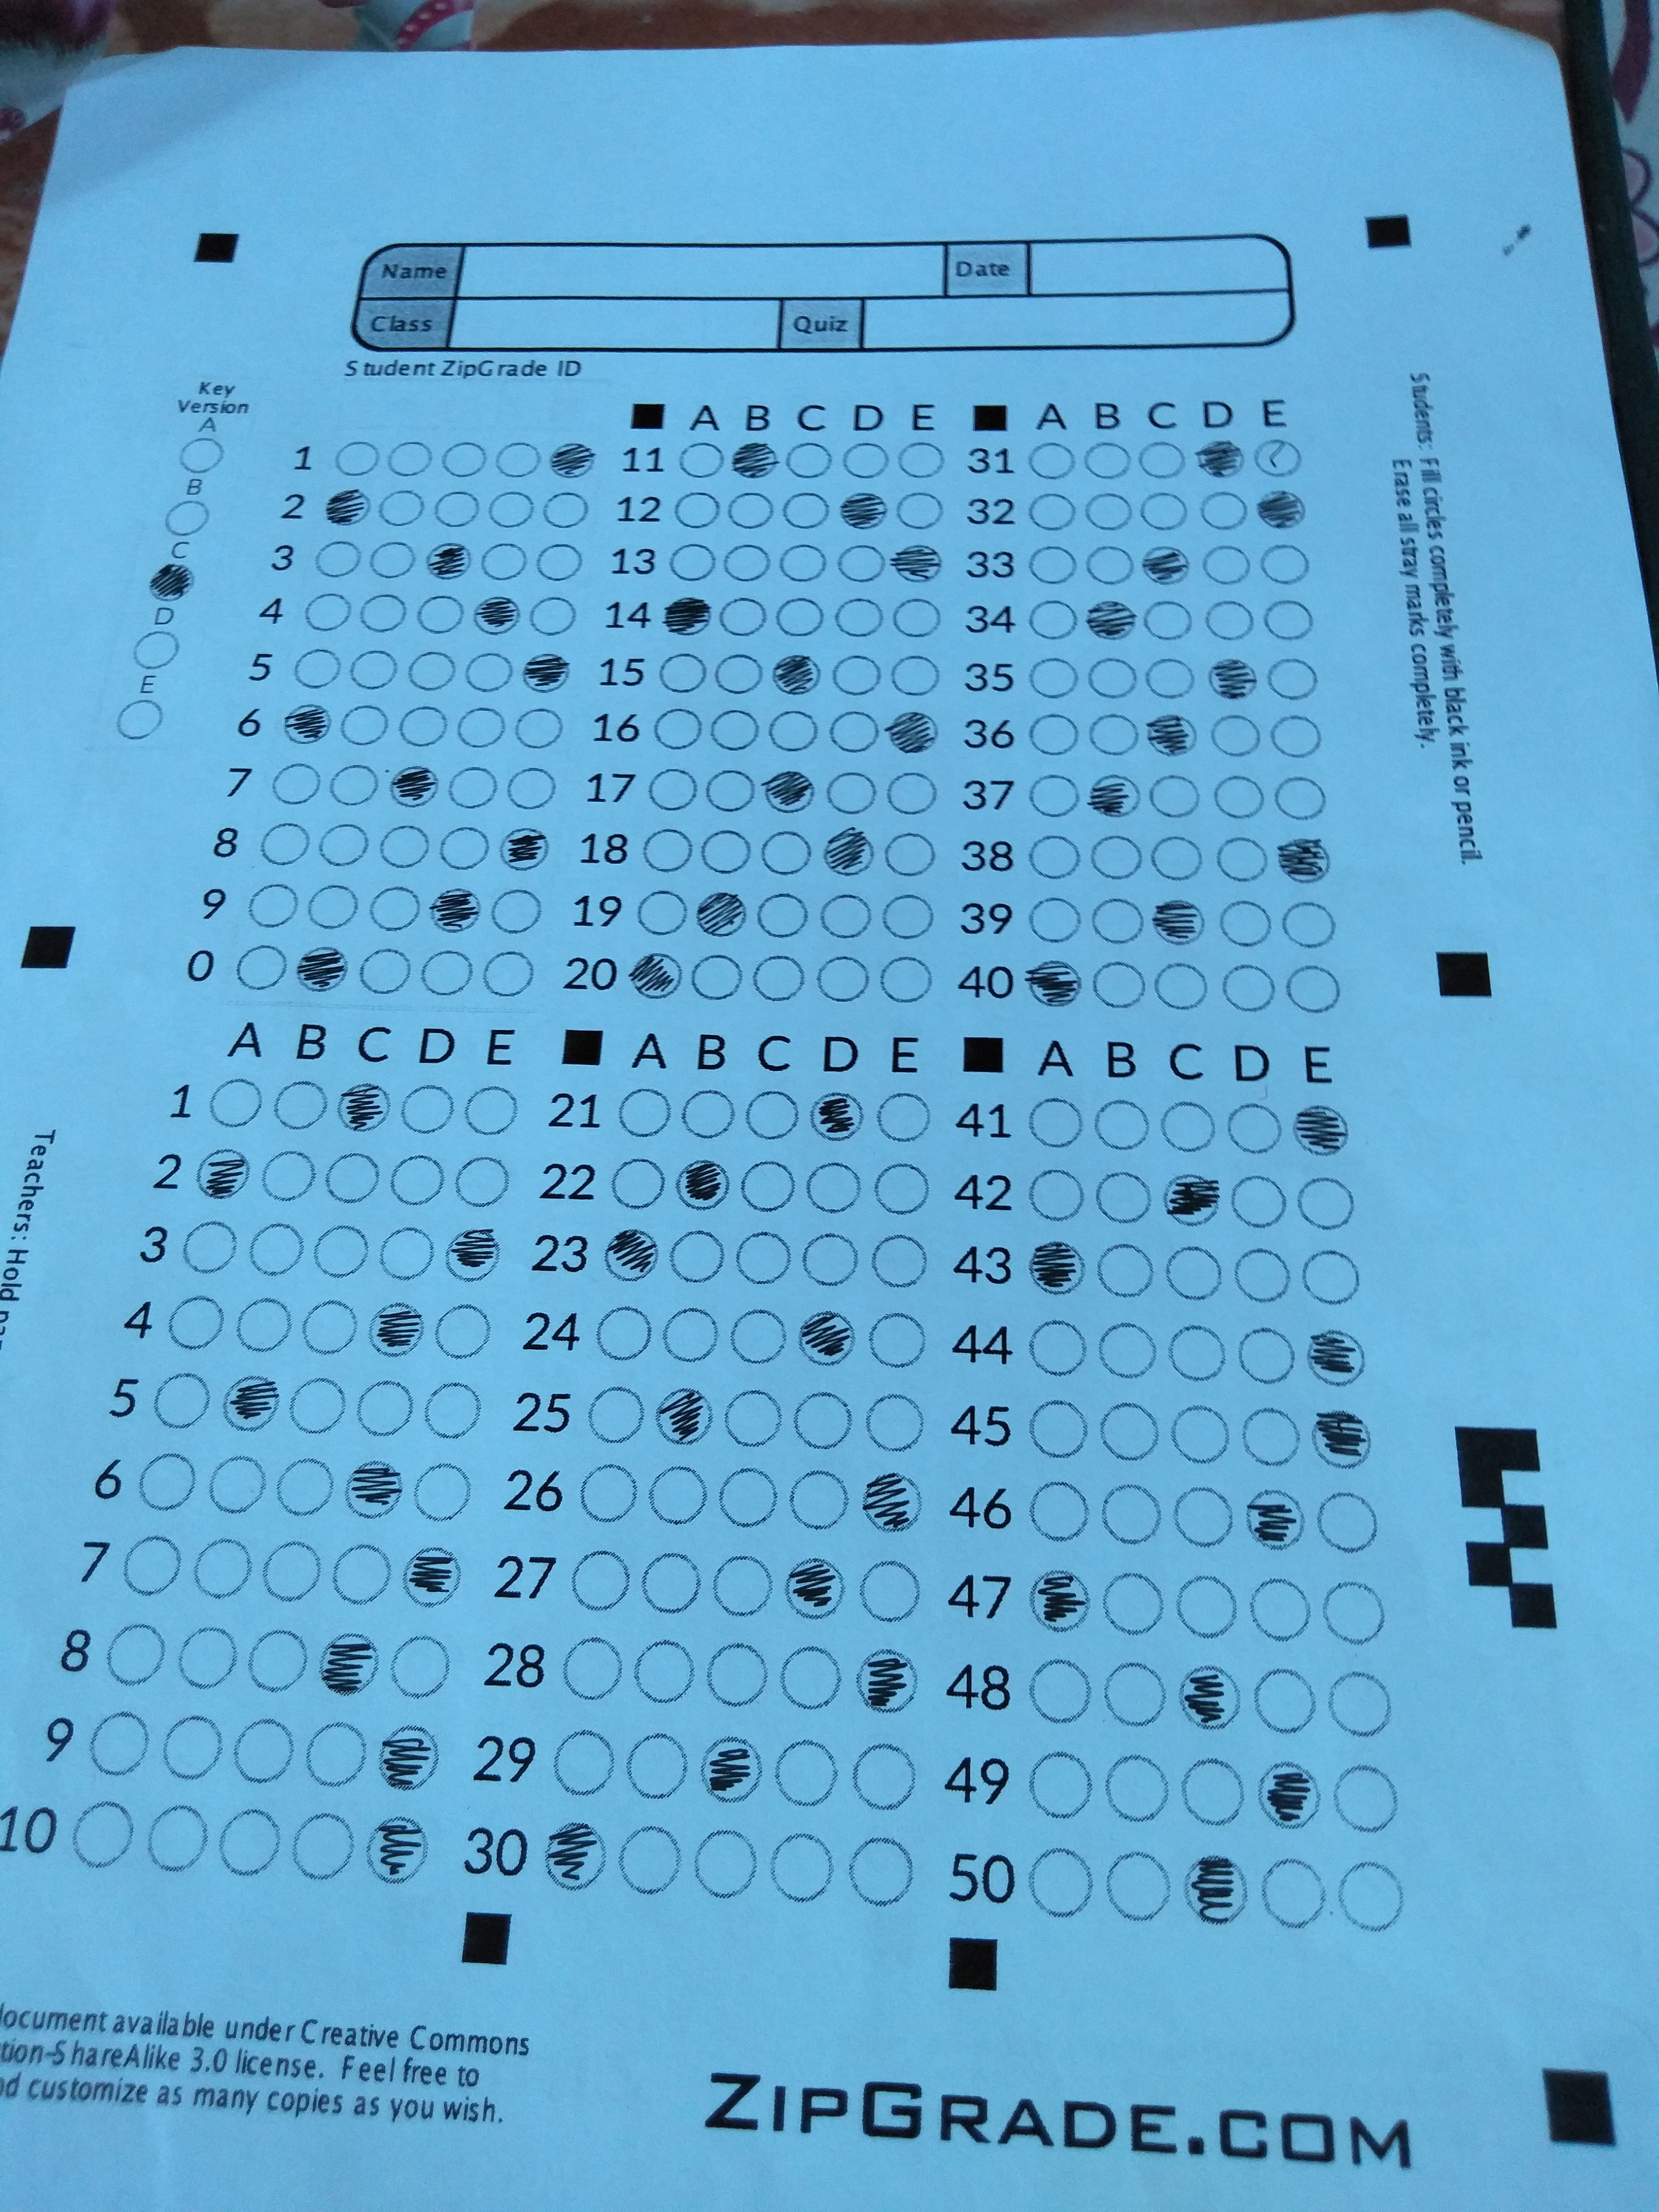 Name Date
Class Quiz
Student ZipGrade ID
Key
Version
A
B
C
D
E
A B C D E A B C D E
1 11 31
2 12 32
3 13 33
4 14 34
5 15 35
6 16 36
7 17 37
8 18 38
9 19 39
0 20 40
A B C D E A B C D E A B C D E
1 21 41
2 22 42
3 23 43
4 24 44
5 25 45
6 26 46
7 27 47
8 28 48
9 29 49
10 30 50
Students: Fill circles completely with black ink or pencil.
Erase all stray marks completely.
Teachers: Hold
document available under Creative Commons
tion-ShareAlike 3.0 license. Feel free to
nd customize as many copies as you wish.
ZIPGRADE.COM